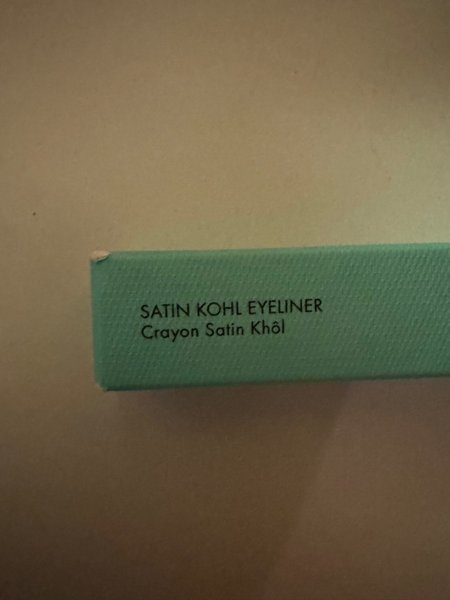 SATIN KOHL EYELINER
Crayon Satin Khôl